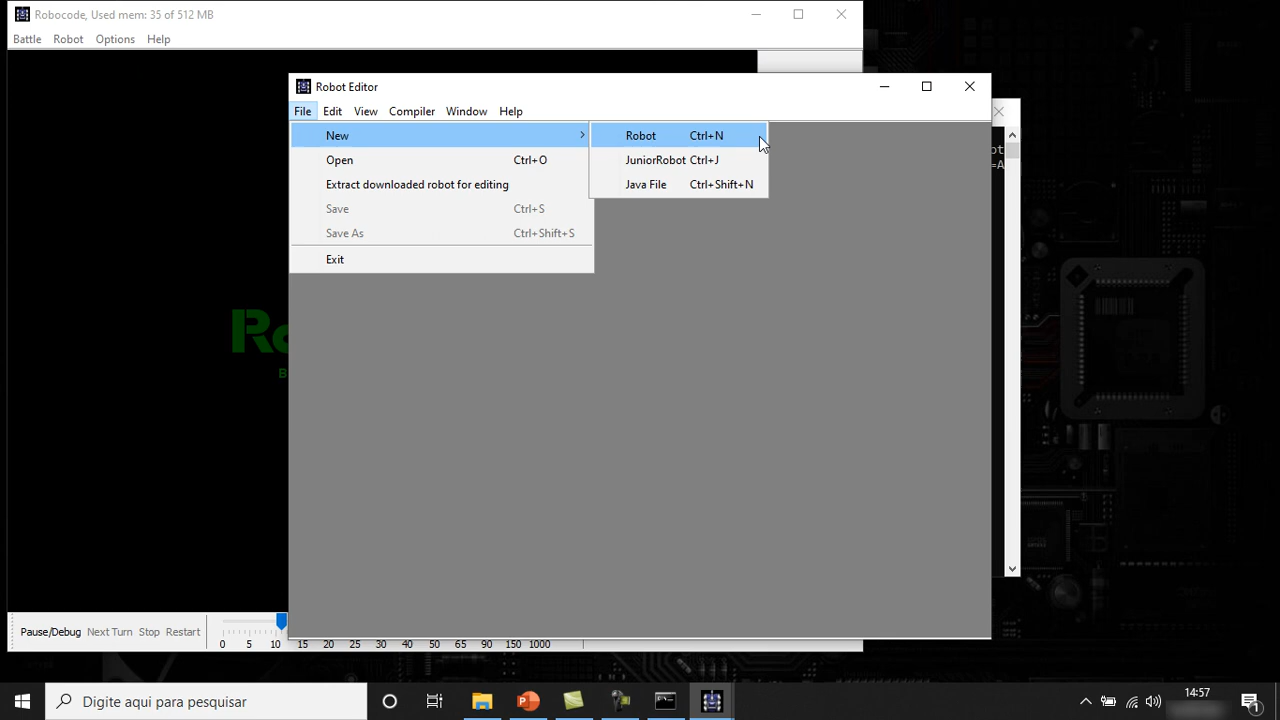 Robocode, Used mem: 35 of 512 MB
Battle Robot Options Help
Robot Editor
File Edit View Compiler Window Help
New
Robot Ctrl+N
Open Ctrl+O
JuniorRobot Ctrl+J
Extract downloaded robot for editing
Java File Ctrl+Shift+N
Save Ctrl+S
Save As Ctrl+Shift+S
Exit
Pause/Debug Next Turn Stop Restart
0 5 10 15 20 25 30 40 50 65 90 150 1000
Digite aqui para pesquisar
14:57
1